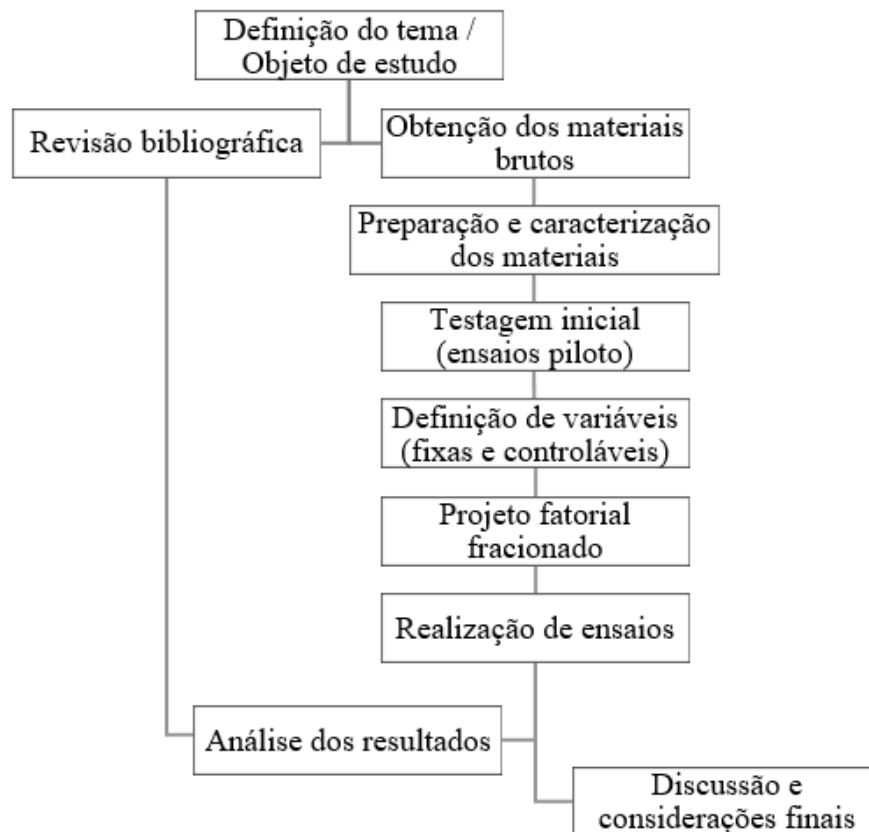 Definição do tema /
Objeto de estudo
Revisão bibliográfica
Obtenção dos materiais
brutos
Preparação e caracterização
dos materiais
Testagem inicial
(ensaios piloto)
Definição de variáveis
(fixas e controláveis)
Projeto fatorial
fracionado
Realização de ensaios
Análise dos resultados
Discussão e
considerações finais